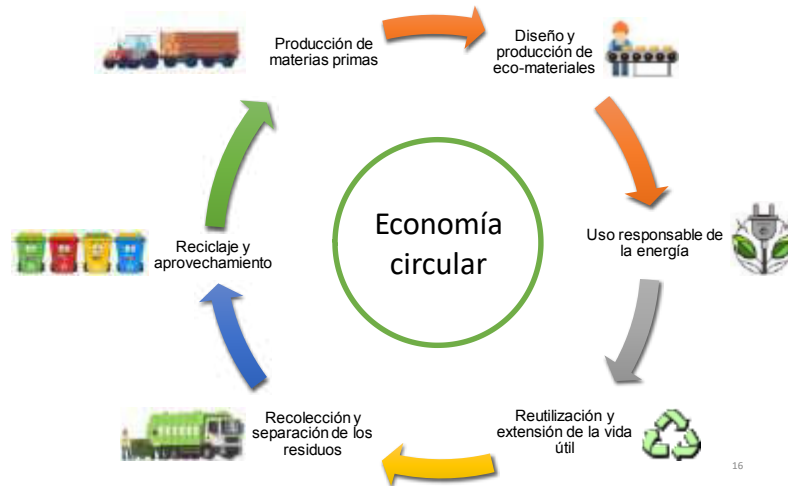 Producción de
materias primas
Diseño y
producción de
eco-materiales
Uso responsable de
la energía
Reutilización y
extensión de la vida
útil
Recolección y
separación de los
residuos
Reciclaje y
aprovechamiento
Economía
circular
16